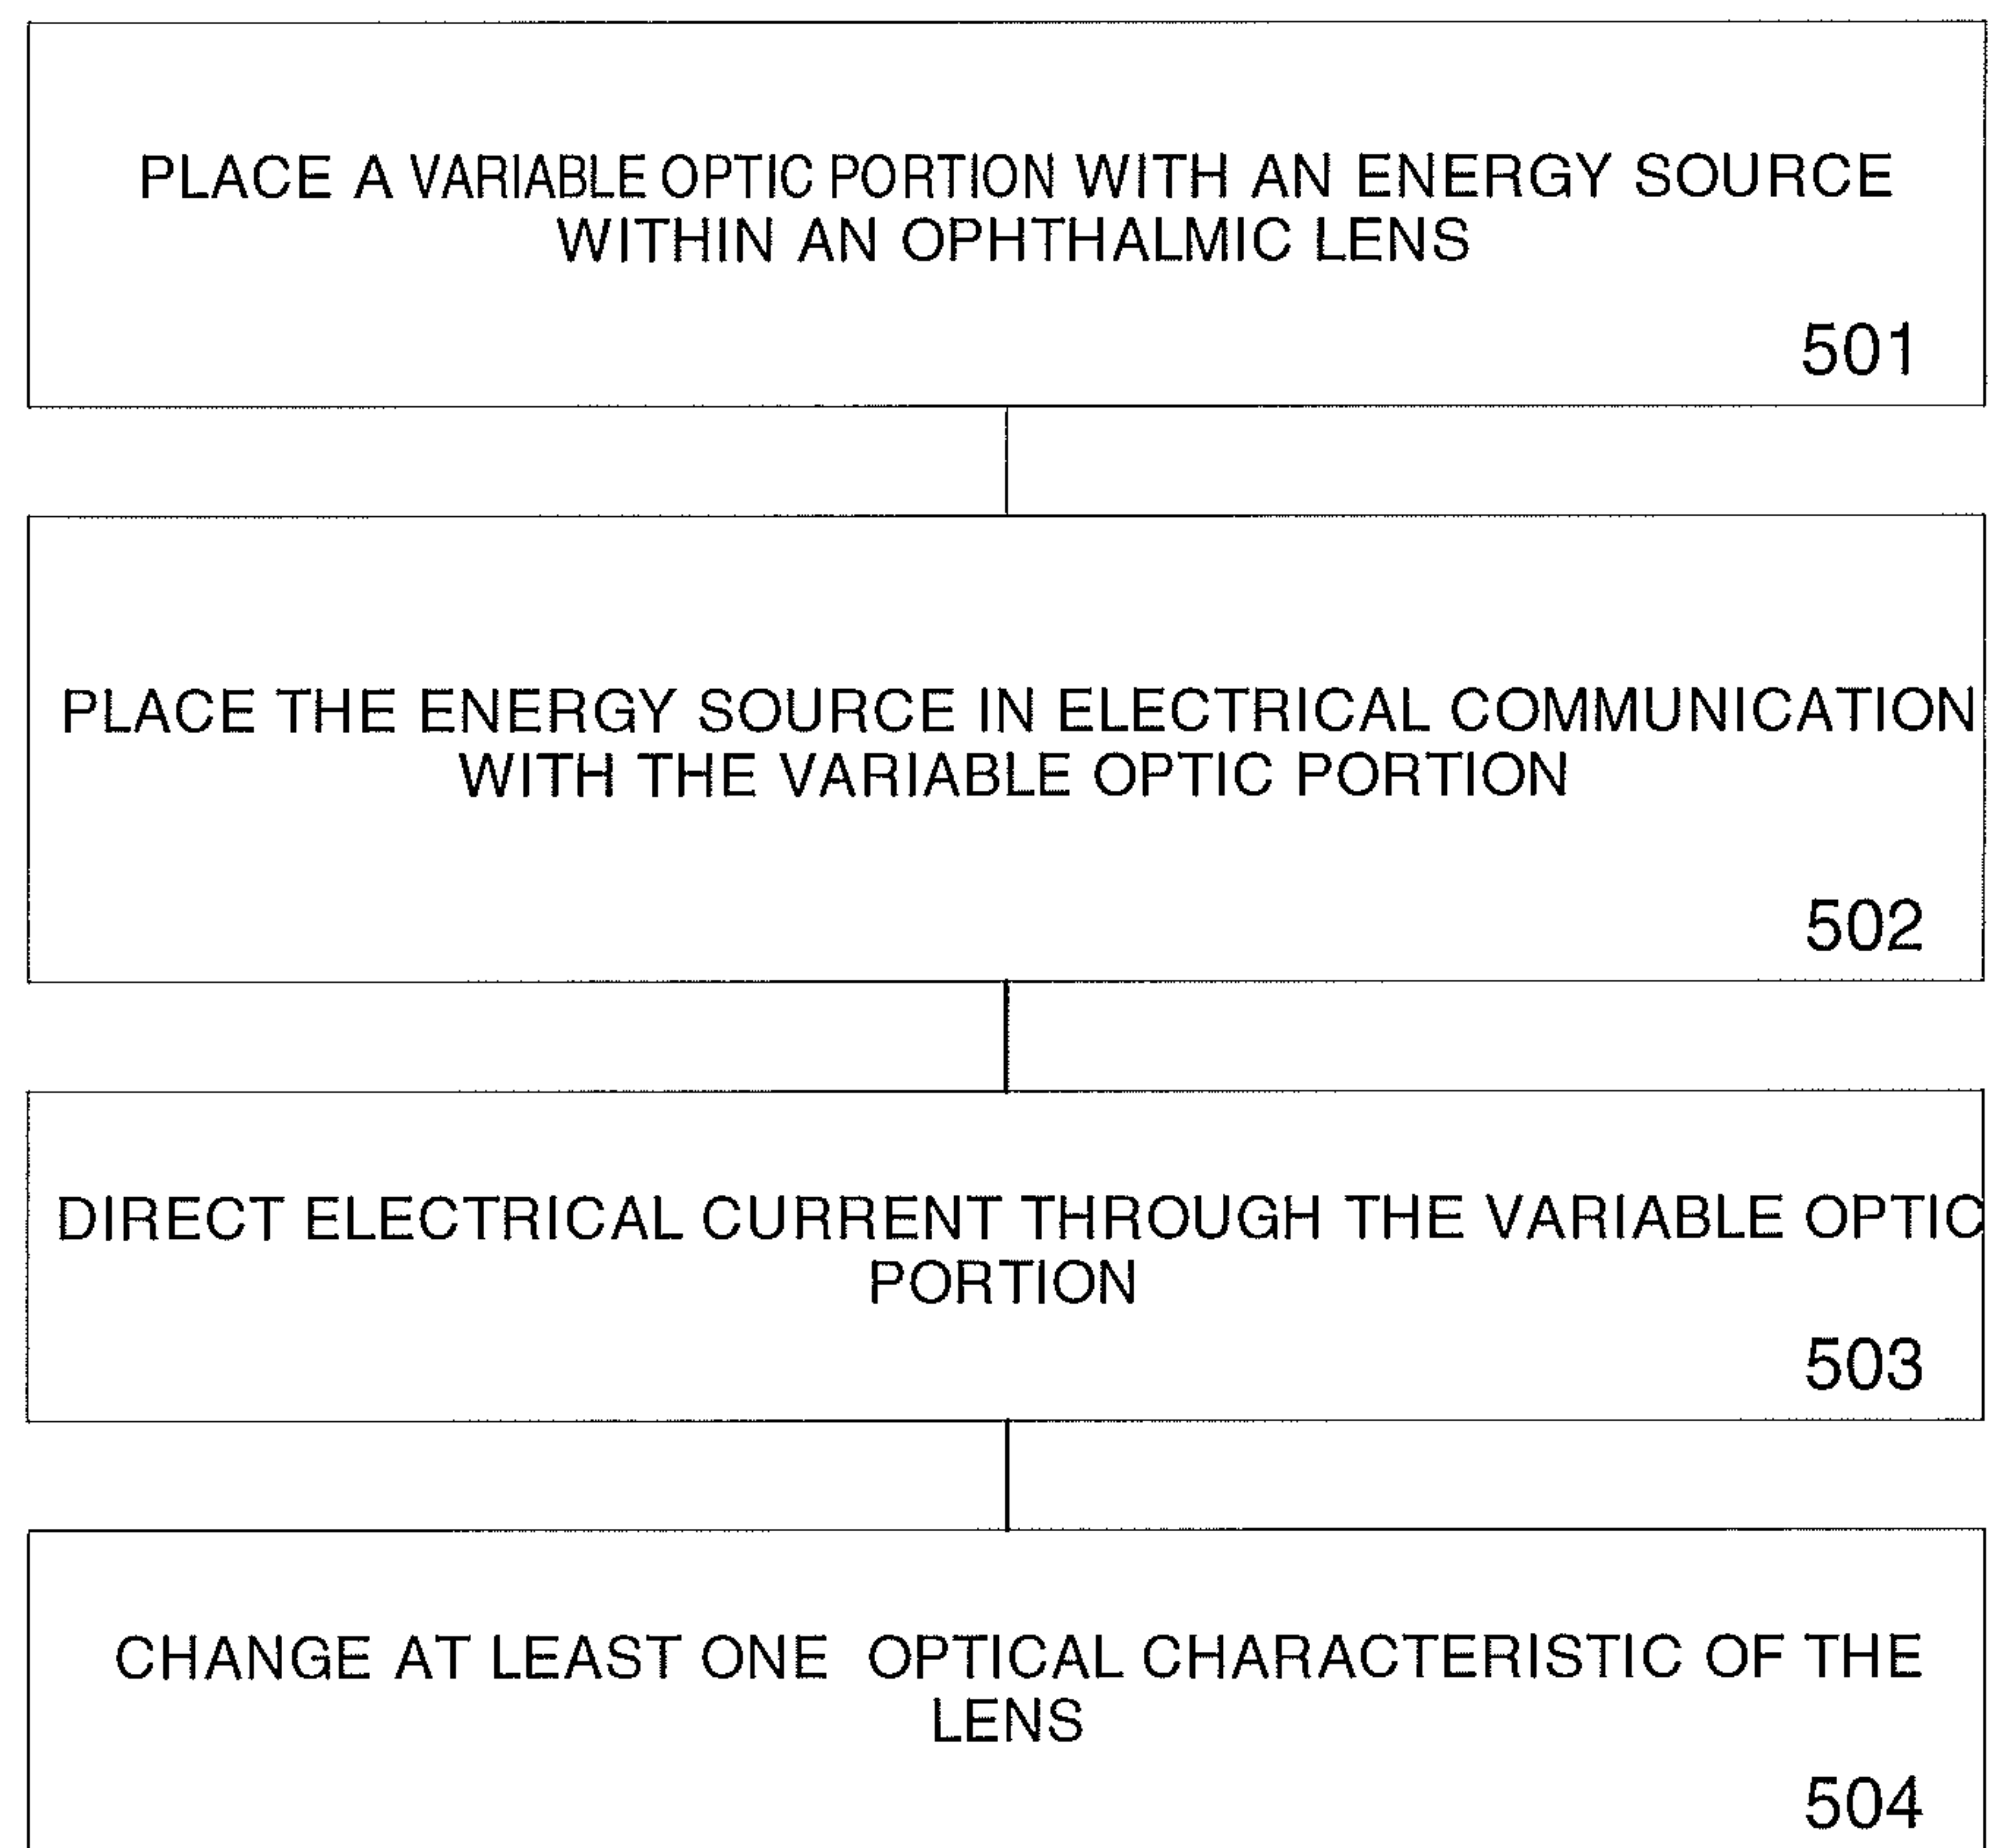 PLACE A VARIABLE OPTIC PORTION WITH AN ENERGY SOURCE
WITHIN AN OPHTHALMIC LENS
501
PLACE THE ENERGY SOURCE IN ELECTRICAL COMMUNICATION
WITH THE VARIABLE OPTIC PORTION
502
DIRECT ELECTRICAL CURRENT THROUGH THE VARIABLE OPTIC
PORTION
503
CHANGE AT LEAST ONE OPTICAL CHARACTERISTIC OF THE
LENS
504